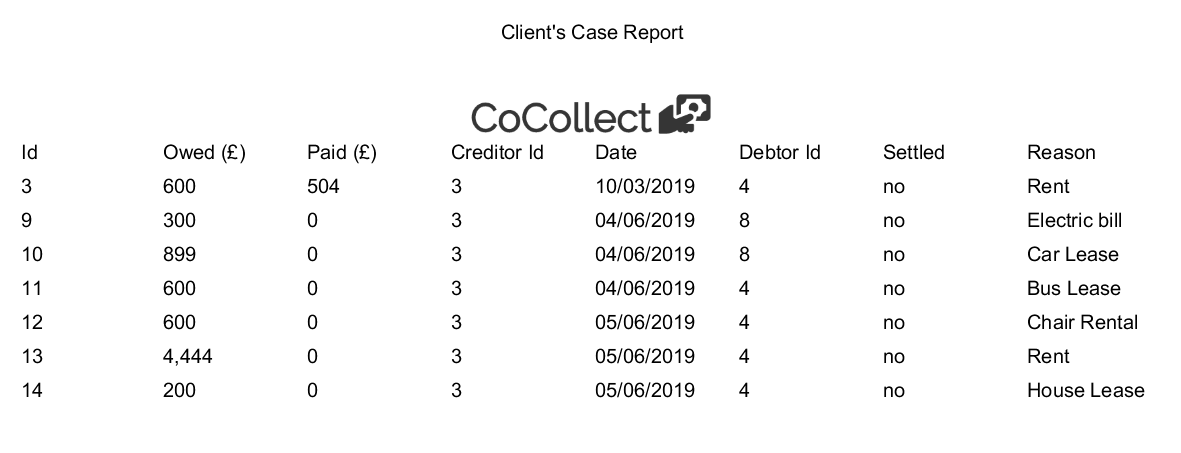 Client's Case Report
CoCollect
Id Owed (£) Paid (£) Creditor Id Date Debtor Id Settled Reason
3 600 504 3 10/03/2019 4 no Rent
9 300 0 3 04/06/2019 8 no Electric bill
10 899 0 3 04/06/2019 8 no Car Lease
11 600 0 3 04/06/2019 4 no Bus Lease
12 600 0 3 05/06/2019 4 no Chair Rental
13 4,444 0 3 05/06/2019 4 no Rent
14 200 0 3 05/06/2019 4 no House Lease